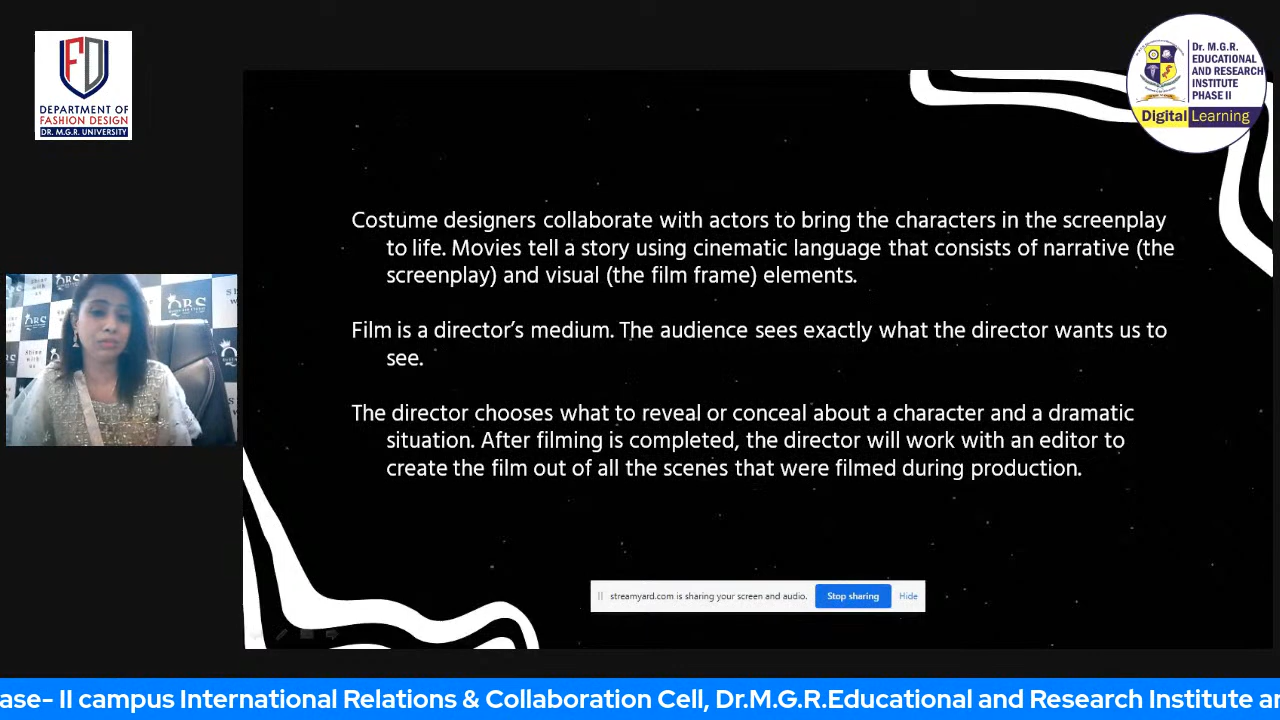 DEPARTMENT OF
FASHION DESIGN
DR. M.G.R. UNIVERSITY
Dr. M.G.R.
EDUCATIONAL
AND RESEARCH
INSTITUTE
PHASE II
Digital Learning
Costume designers collaborate with actors to bring the characters in the screenplay
to life. Movies tell a story using cinematic language that consists of narrative (the
screenplay) and visual (the film frame) elements.
Film is a director’s medium. The audience sees exactly what the director wants us to
see.
The director chooses what to reveal or conceal about a character and a dramatic
situation. After filming is completed, the director will work with an editor to
create the film out of all the scenes that were filmed during production.
streamyard.com is sharing your screen and audio.
Stop sharing
Hide
ase- II campus International Relations & Collaboration Cell, Dr.M.G.R.Educational and Research Institute ar